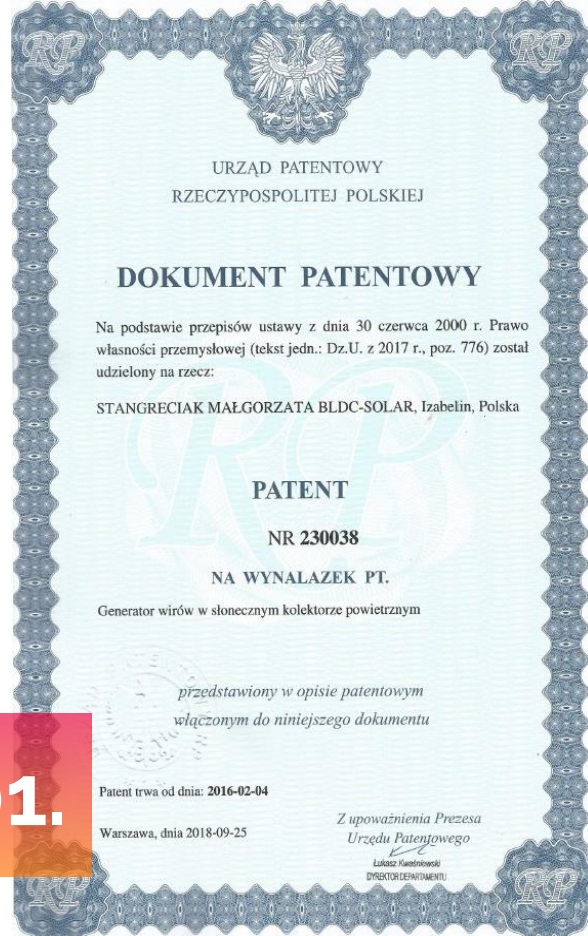 URZĄD PATENTOWY
RZECZYPOSPOLITEJ POLSKIEJ
DOKUMENT PATENTOWY
Na podstawie przepisów ustawy z dnia 30 czerwca 2000 r. Prawo
własności przemysłowej (tekst jedn.: Dz.U. z 2017 r., poz. 776) został
udzielony na rzecz:
STANGRECIAK MAŁGORZATA BLDC-SOLAR, Izabelin, Polska
RP
PATENT
NR 230038
NA WYNALAZEK PT.
Generator wirów w słonecznym kolektorze powietrznym
przedstawiony w opisie patentowym
włączonym do niniejszego dokumentu
Patent trwa od dnia: 2016-02-04
Warszawa, dnia 2018-09-25
Z upoważnienia Prezesa
Urzędu Patentowego
Łukasz Kwaśniewski
DYREKTOR DEPARTAMENTU
1.